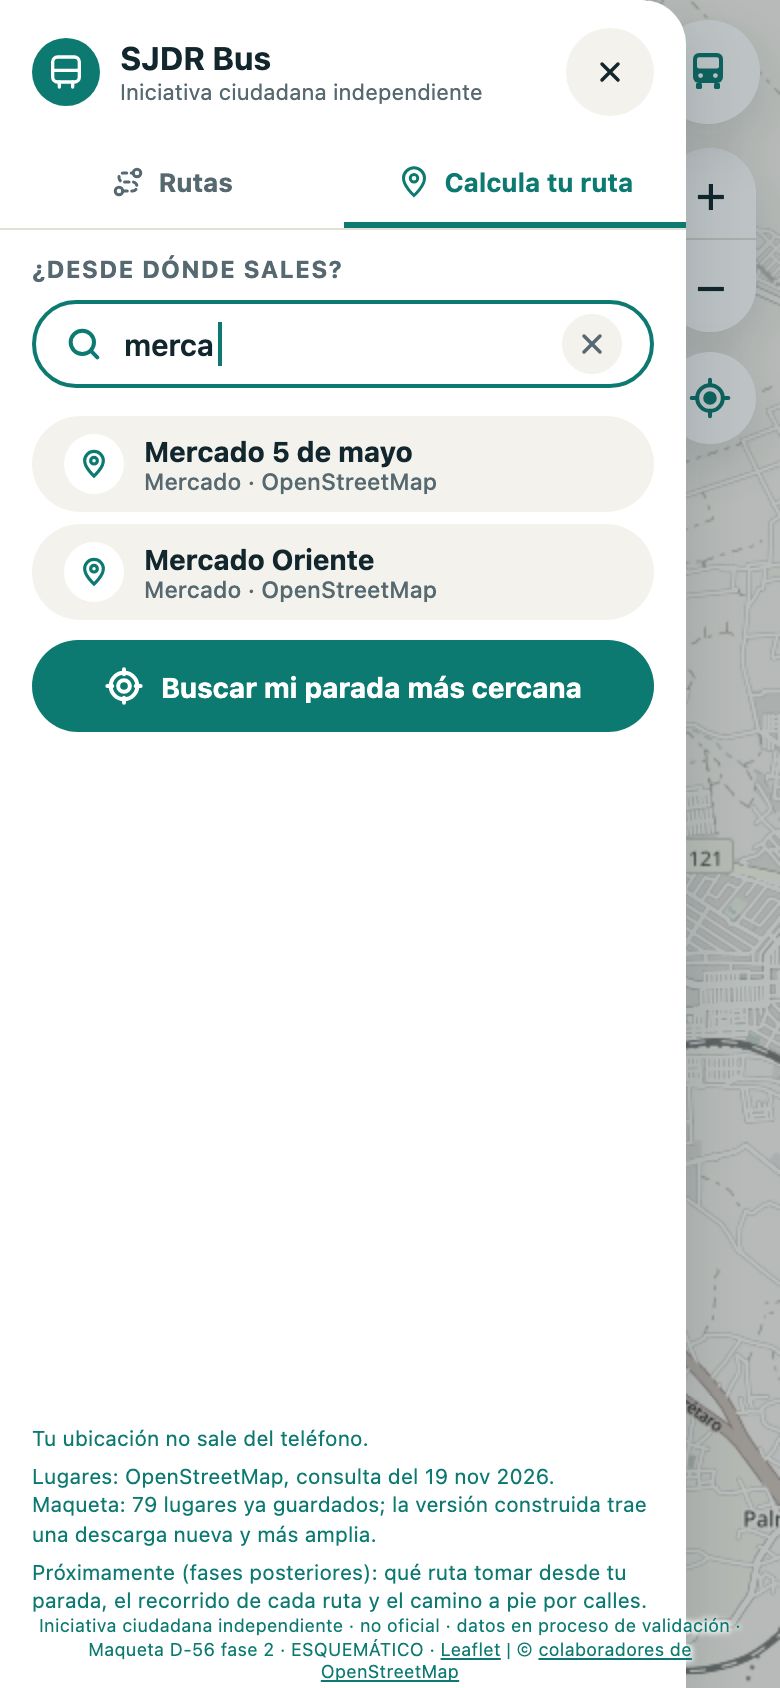 SJDR Bus
Iniciativa ciudadana independiente
Rutas
Calcula tu ruta
¿DESDE DÓNDE SALES?
merca
Mercado 5 de mayo
Mercado · OpenStreetMap
Mercado Oriente
Mercado · OpenStreetMap
Buscar mi parada más cercana
121
Tu ubicación no sale del teléfono.
Lugares: OpenStreetMap, consulta del 19 nov 2026.
Maqueta: 79 lugares ya guardados; la versión construida trae
una descarga nueva y más amplia.
Próximamente (fases posteriores): qué ruta tomar desde tu
parada, el recorrido de cada ruta y el camino a pie por calles.
Iniciativa ciudadana independiente · no oficial · datos en proceso de validación ·
Maqueta D-56 fase 2 · ESQUEMÁTICO · Leaflet | © colaboradores de
OpenStreetMap